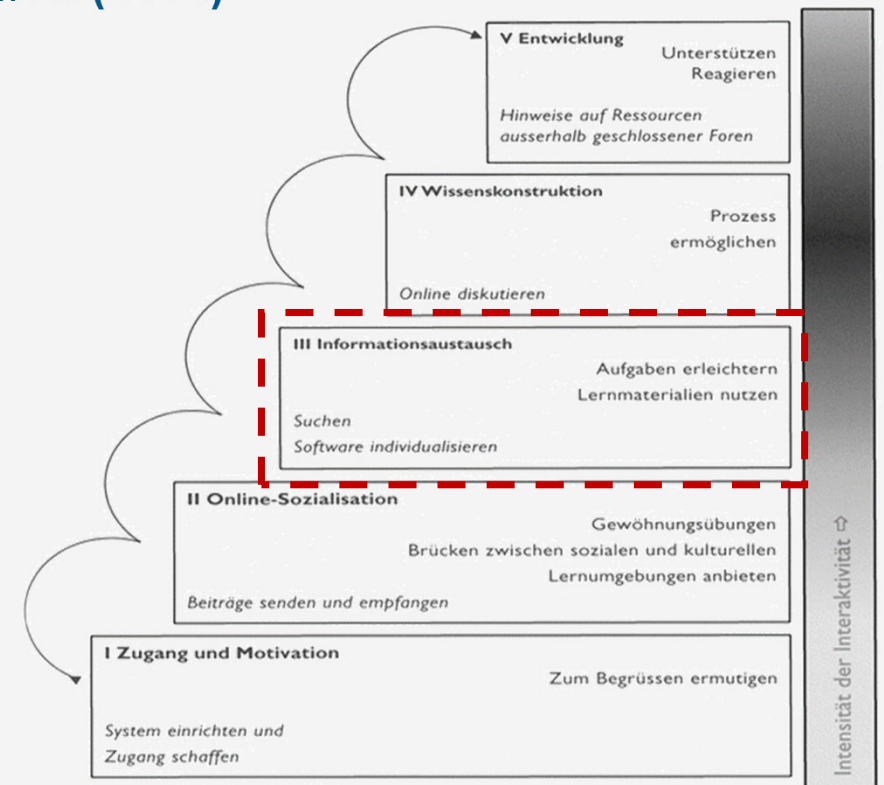 V Entwicklung
Unterstützen
Reagieren
Hinweise auf Ressourcen
ausserhalb geschlossener Foren
IV Wissenskonstruktion
Prozess
ermöglichen
Online diskutieren
III Informationsaustausch
Aufgaben erleichtern
Lernmaterialien nutzen
Suchen
Software individualisieren
II Online-Sozialisation
Gewöhnungsübungen
Brücken zwischen sozialen und kulturellen
Lernumgebungen anbieten
Beiträge senden und empfangen
I Zugang und Motivation
Zum Begrüssen ermutigen
System einrichten und
Zugang schaffen
Intensität der Interaktivität ⇨